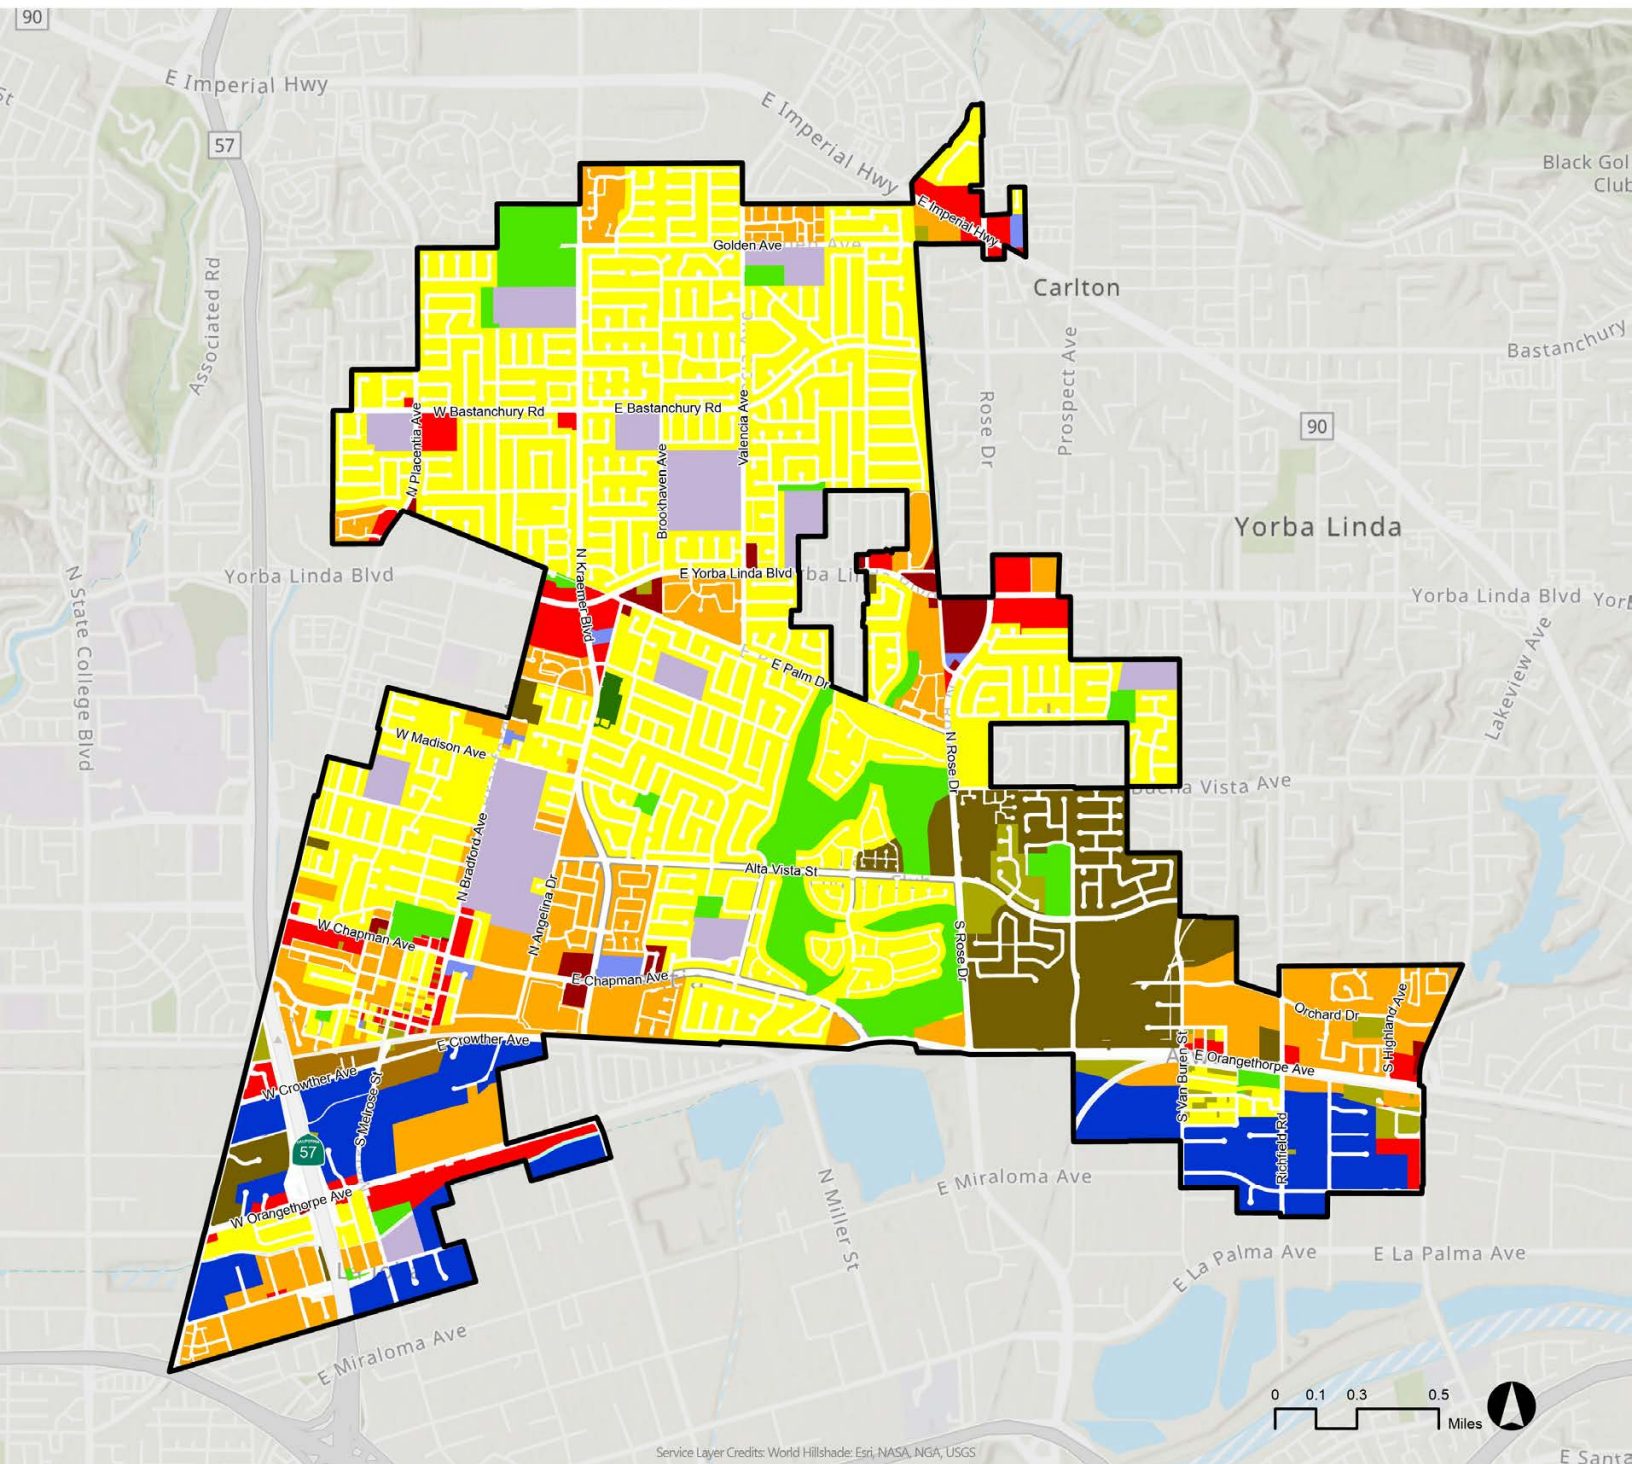 90
E Imperial Hwy
E Imperial Hwy
57
Black Gol
Club
St
E Imperial Hwy
Golden Ave
Carlton
Associated Rd
Prospect Ave
Bastanchury
Rose Dr
W Bastanchury Rd
E Bastanchury Rd
N Placentia Ave
Valencia Ave
Brookhaven Ave
90
Yorba Linda
Yorba Linda Blvd
N Kraemer Blvd
E Yorba Linda Blvd
Yorba Linda Blvd
N State College Blvd
Lakeview Ave
E Palm Dr
W Madison Ave
N Rose Dr
Buena Vista Ave
N Bradford Ave
Alta Vista St
N Angelina Dr
W Chapman Ave
S Rose Dr
E Chapman Ave
Orchard Dr
S Highland Ave
E Crowther Ave
S Van Buren St
E Orangethorpe Ave
W Crowther Ave
S Melrose St
CALIFORNIA
57
Richfield Rd
E Miraloma Ave
N Miller St
W Orangethorpe Ave
E La Palma Ave
E La Palma Ave
E Miraloma Ave
0 0.1 0.3 0.5
Miles
Service Layer Credits: World Hillshade: Esri, NASA, NGA, USGS
E Santa